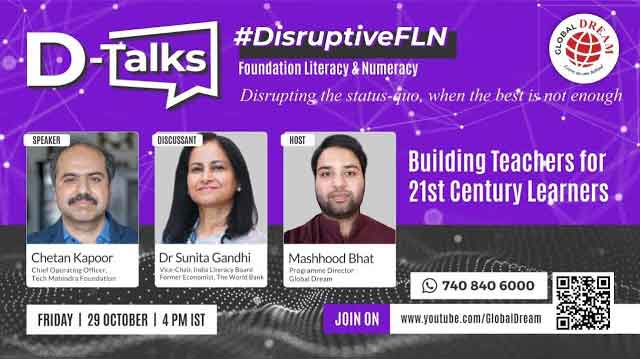 D-Talks
#DisruptiveFLN
Foundation Literacy & Numeracy
Disrupting the status-quo, when the best is not enough
GLOBAL DREAM
SPEAKER
DISCUSSANT
HOST
Building Teachers for
21st Century Learners
Chetan Kapoor
Chief Operating Officer,
Tech Mahindra Foundation
Dr Sunita Gandhi
Vice-Chair, India Literacy Board
Former Economist, The World Bank
Mashhood Bhat
Programme Director
Global Dream
740 840 6000
FRIDAY | 29 OCTOBER | 4 PM IST
JOIN ON
www.youtube.com/GlobalDream